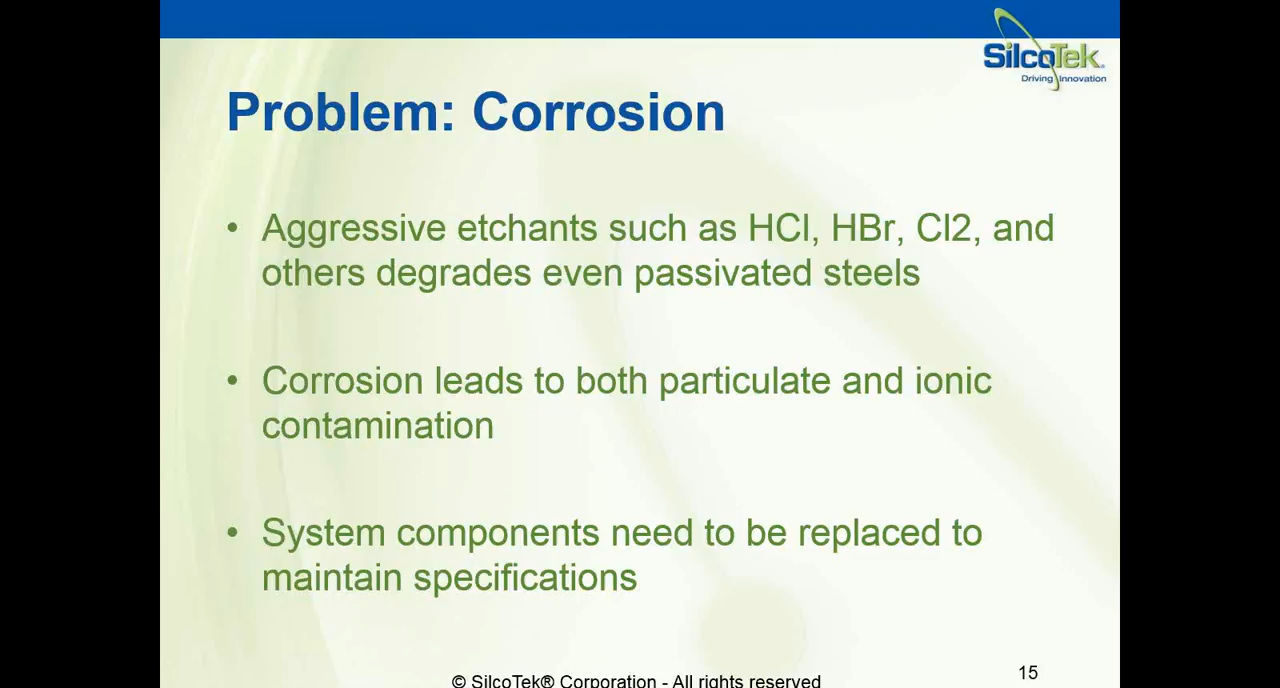 SilcoTek®
Driving Innovation
Problem: Corrosion
• Aggressive etchants such as HCl, HBr, Cl2, and
others degrades even passivated steels
• Corrosion leads to both particulate and ionic
contamination
• System components need to be replaced to
maintain specifications
© SilcoTek® Corporation - All rights reserved
15